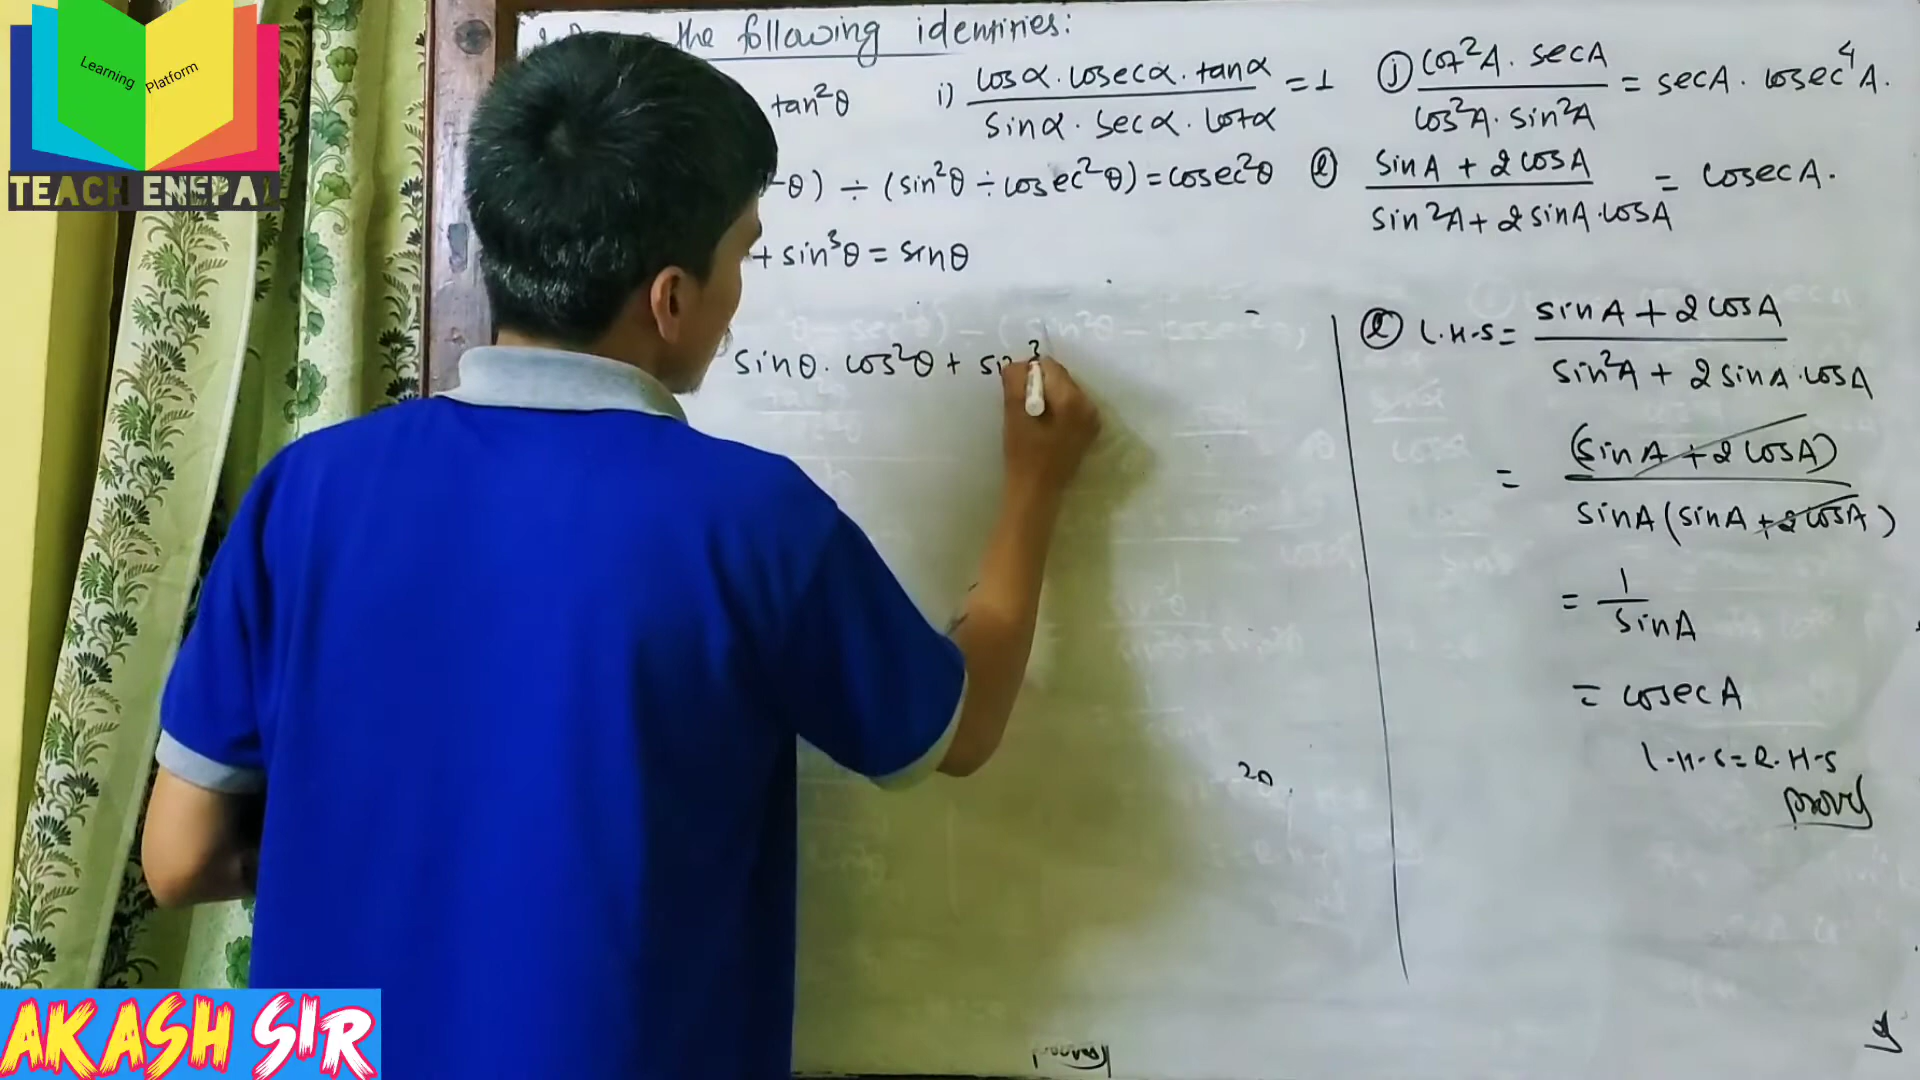 Learning Platform
TEACH ENEPAL
the following identities:
tan²θ
i) cosα . cosecα . tanα / sinα . secα . cotα = 1
(j) cot²A . secA / cos²A . sin²A = secA . cosec⁴A.
-θ) ÷ (sin²θ ÷ cosec²θ) = cosec²θ
(l) sinA + 2cosA / sin²A + 2sinA.cosA = cosecA.
+ sin³θ = sinθ
sinθ. cos²θ + sin³
(l) L.H.S = sinA + 2cosA / sin²A + 2sinA.cosA
= (sinA + 2cosA) / sinA(sinA + 2cosA)
= 1 / sinA
= cosecA
L.H.S = R.H.S
AKASH SIR